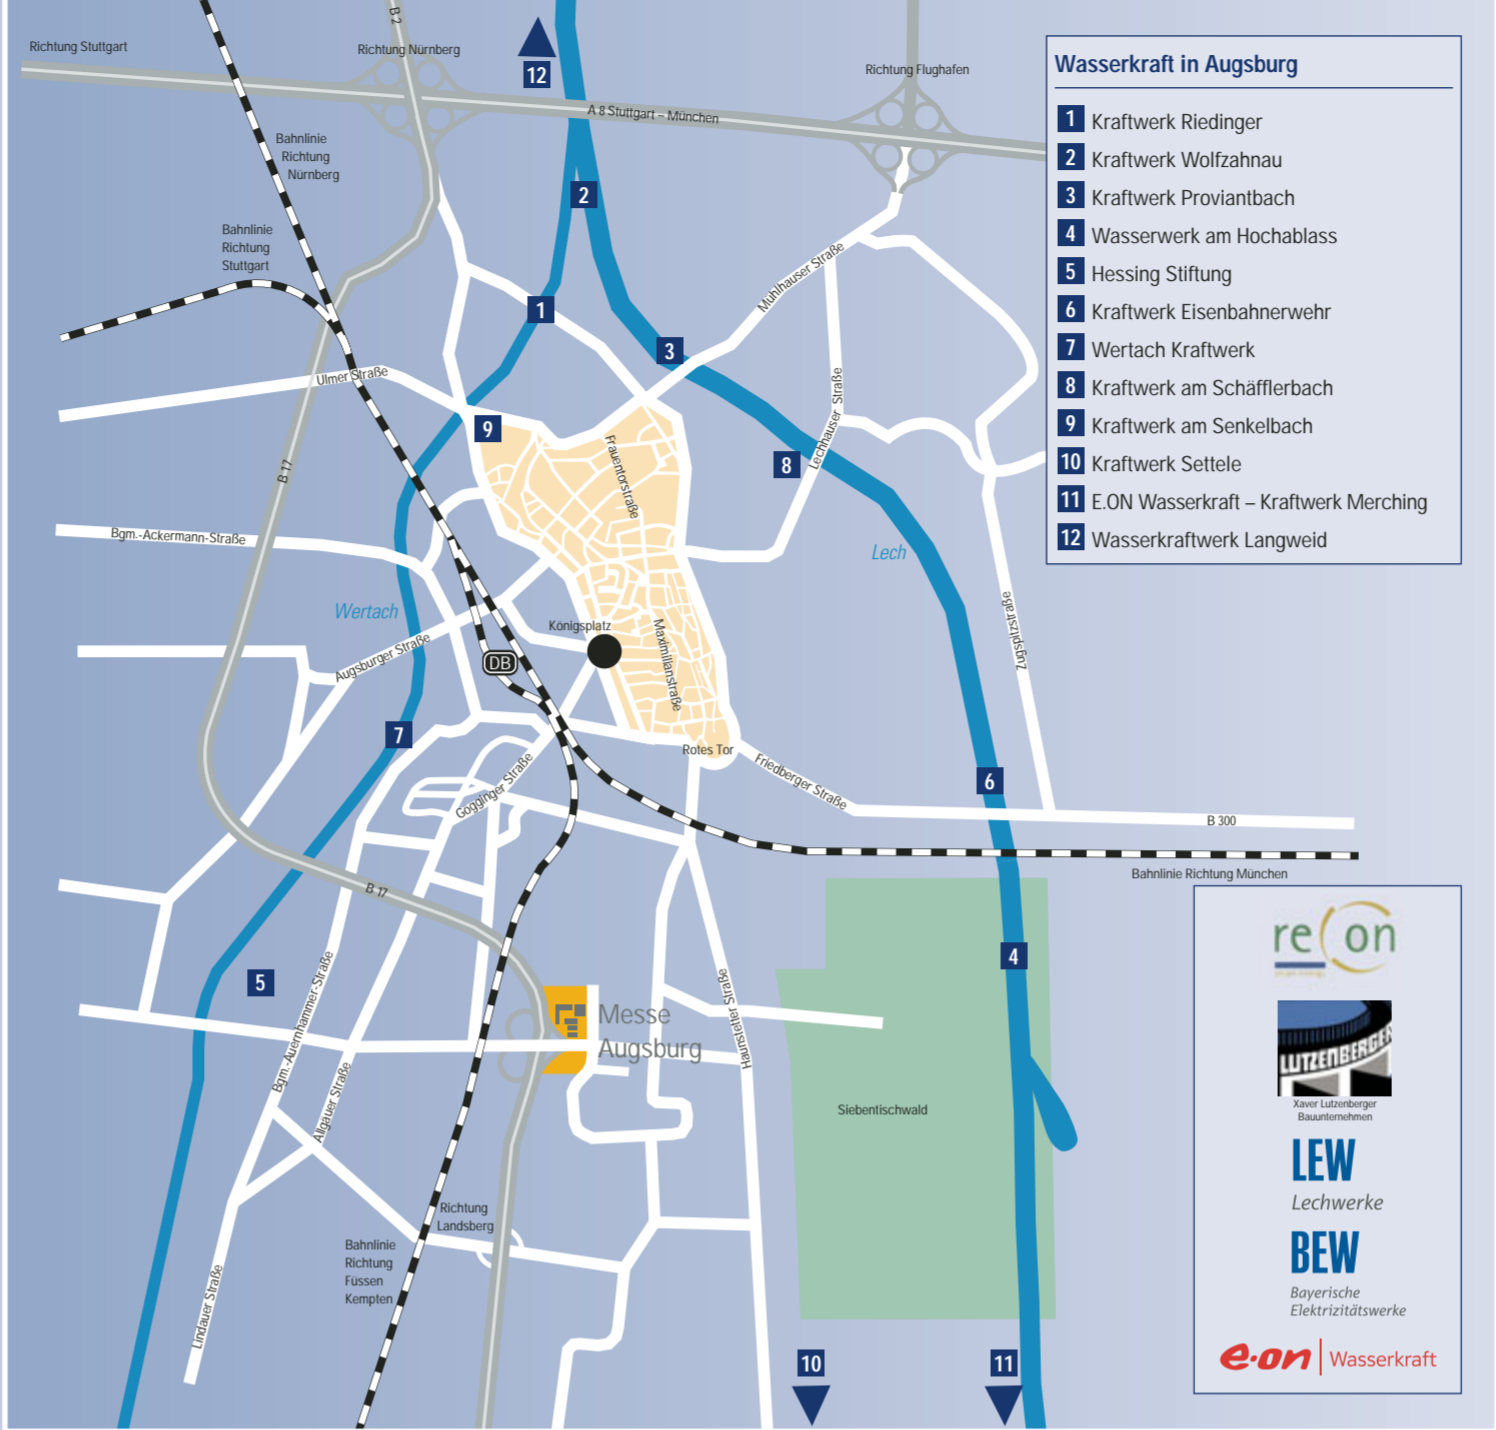 B 2
Richtung Stuttgart
Richtung Nürnberg
12
Richtung Flughafen
A 8 Stuttgart – München
Bahnlinie
Richtung
Nürnberg
2
Bahnlinie
Richtung
Stuttgart
Mühlhauser Straße
1
3
Ulmer Straße
Lechhauser Straße
9
Frauentorstraße
8
B 17
Bgm.-Ackermann-Straße
Lech
Wertach
Königsplatz
Augsburger Straße
DB
Maximilianstraße
Zugspitzstraße
7
Rotes Tor
Friedberger Straße
6
Gögginger Straße
B 300
Bahnlinie Richtung München
B 17
4
5
Bgm.-Auernhammer-Straße
Haunstetter Straße
Messe
Augsburg
Allgäuer Straße
Siebentischwald
Richtung
Landsberg
Bahnlinie
Richtung
Füssen
Kempten
Lindauer Straße
10
11
Wasserkraft in Augsburg
1 Kraftwerk Riedinger
2 Kraftwerk Wolfzahnau
3 Kraftwerk Proviantbach
4 Wasserwerk am Hochablass
5 Hessing Stiftung
6 Kraftwerk Eisenbahnerwehr
7 Wertach Kraftwerk
8 Kraftwerk am Schäfflerbach
9 Kraftwerk am Senkelbach
10 Kraftwerk Settele
11 E.ON Wasserkraft – Kraftwerk Merching
12 Wasserkraftwerk Langweid
re on
LUTZENBERGER
Xaver Lutzenberger
Bauunternehmen
LEW
Lechwerke
BEW
Bayerische
Elektrizitätswerke
e·on Wasserkraft